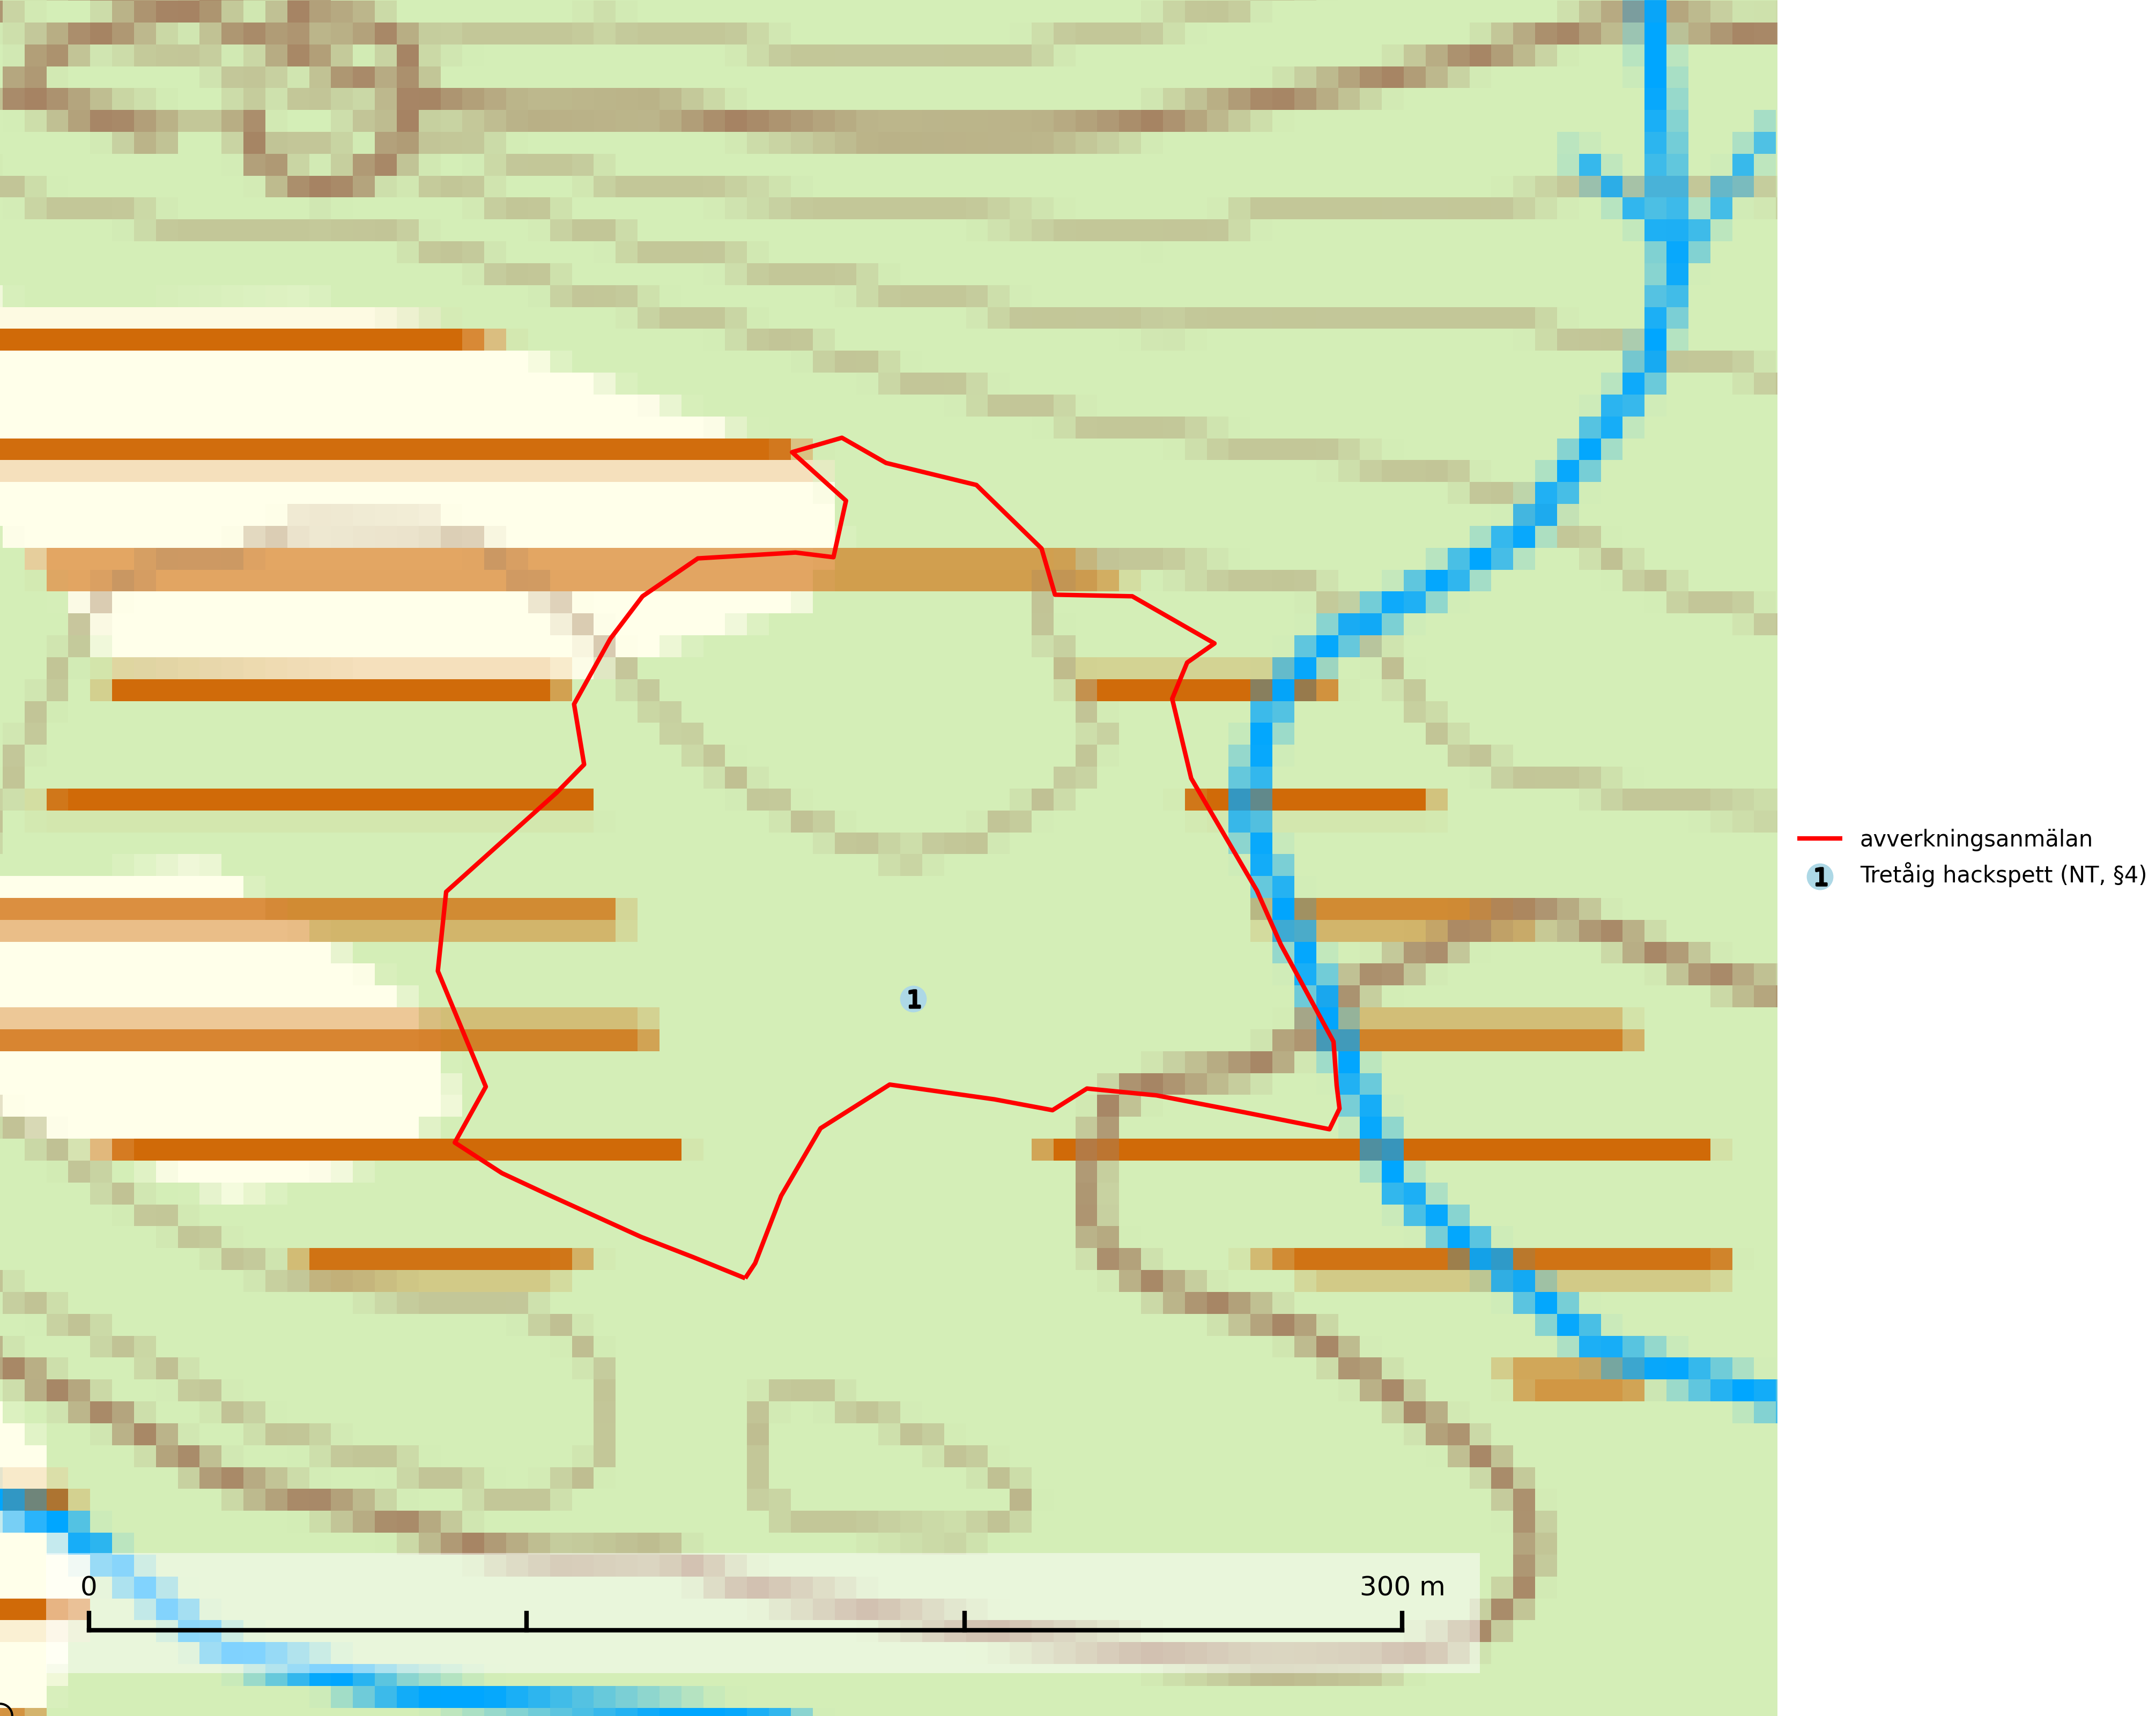 avverkningsanmälan
1 Tretåig hackspett (NT, §4)
1
0 300 m